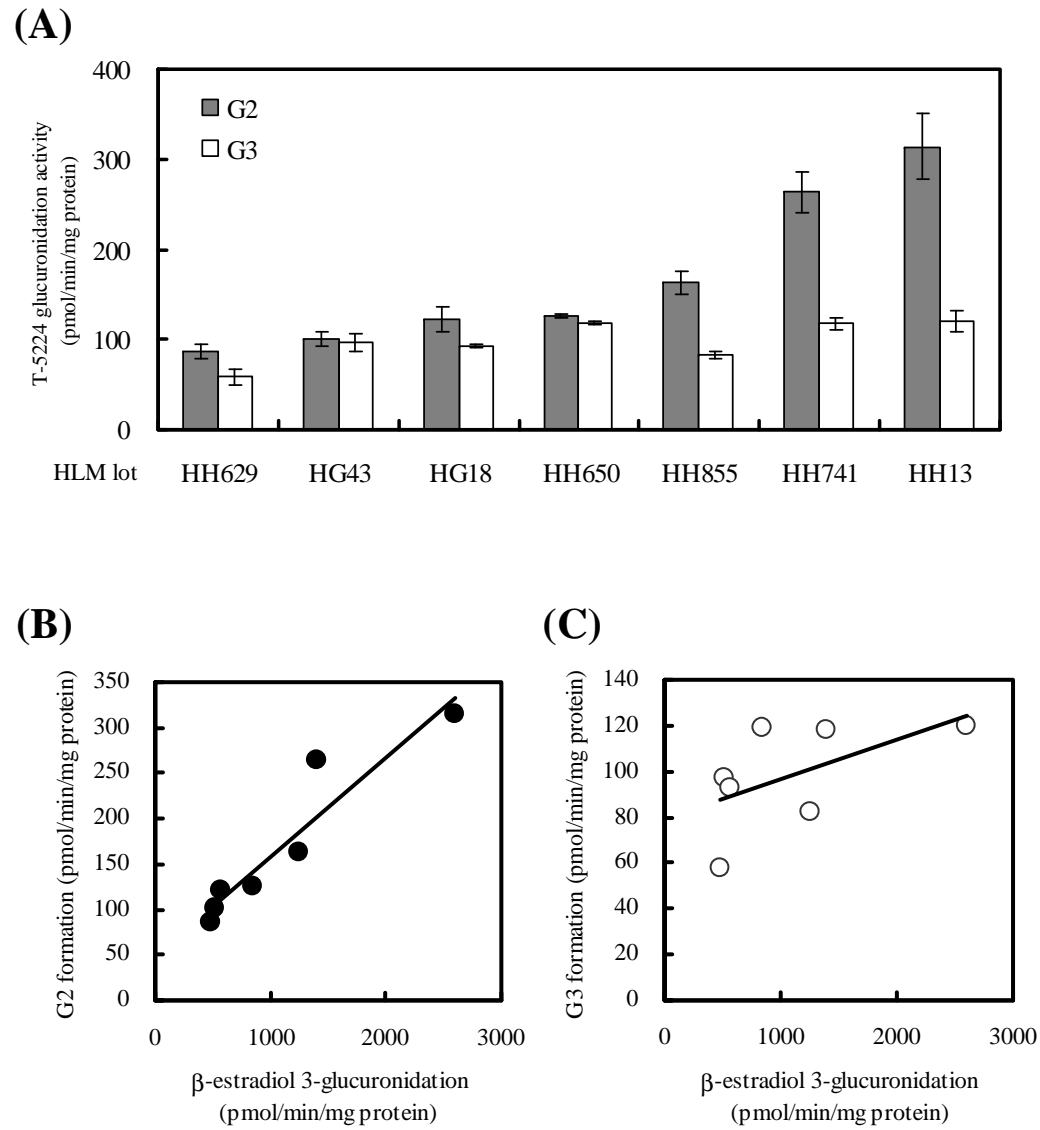 (A)
T-5224 glucuronidation activity
(pmol/min/mg protein)
400
300
200
100
0
G2
G3
HLM lot HH629 HG43 HG18 HH650 HH855 HH741 HH13
(B)
G2 formation (pmol/min/mg protein)
350
300
250
200
150
100
50
0
0 1000 2000 3000
β-estradiol 3-glucuronidation
(pmol/min/mg protein)
(C)
G3 formation (pmol/min/mg protein)
140
120
100
80
60
40
20
0
0 1000 2000 3000
β-estradiol 3-glucuronidation
(pmol/min/mg protein)